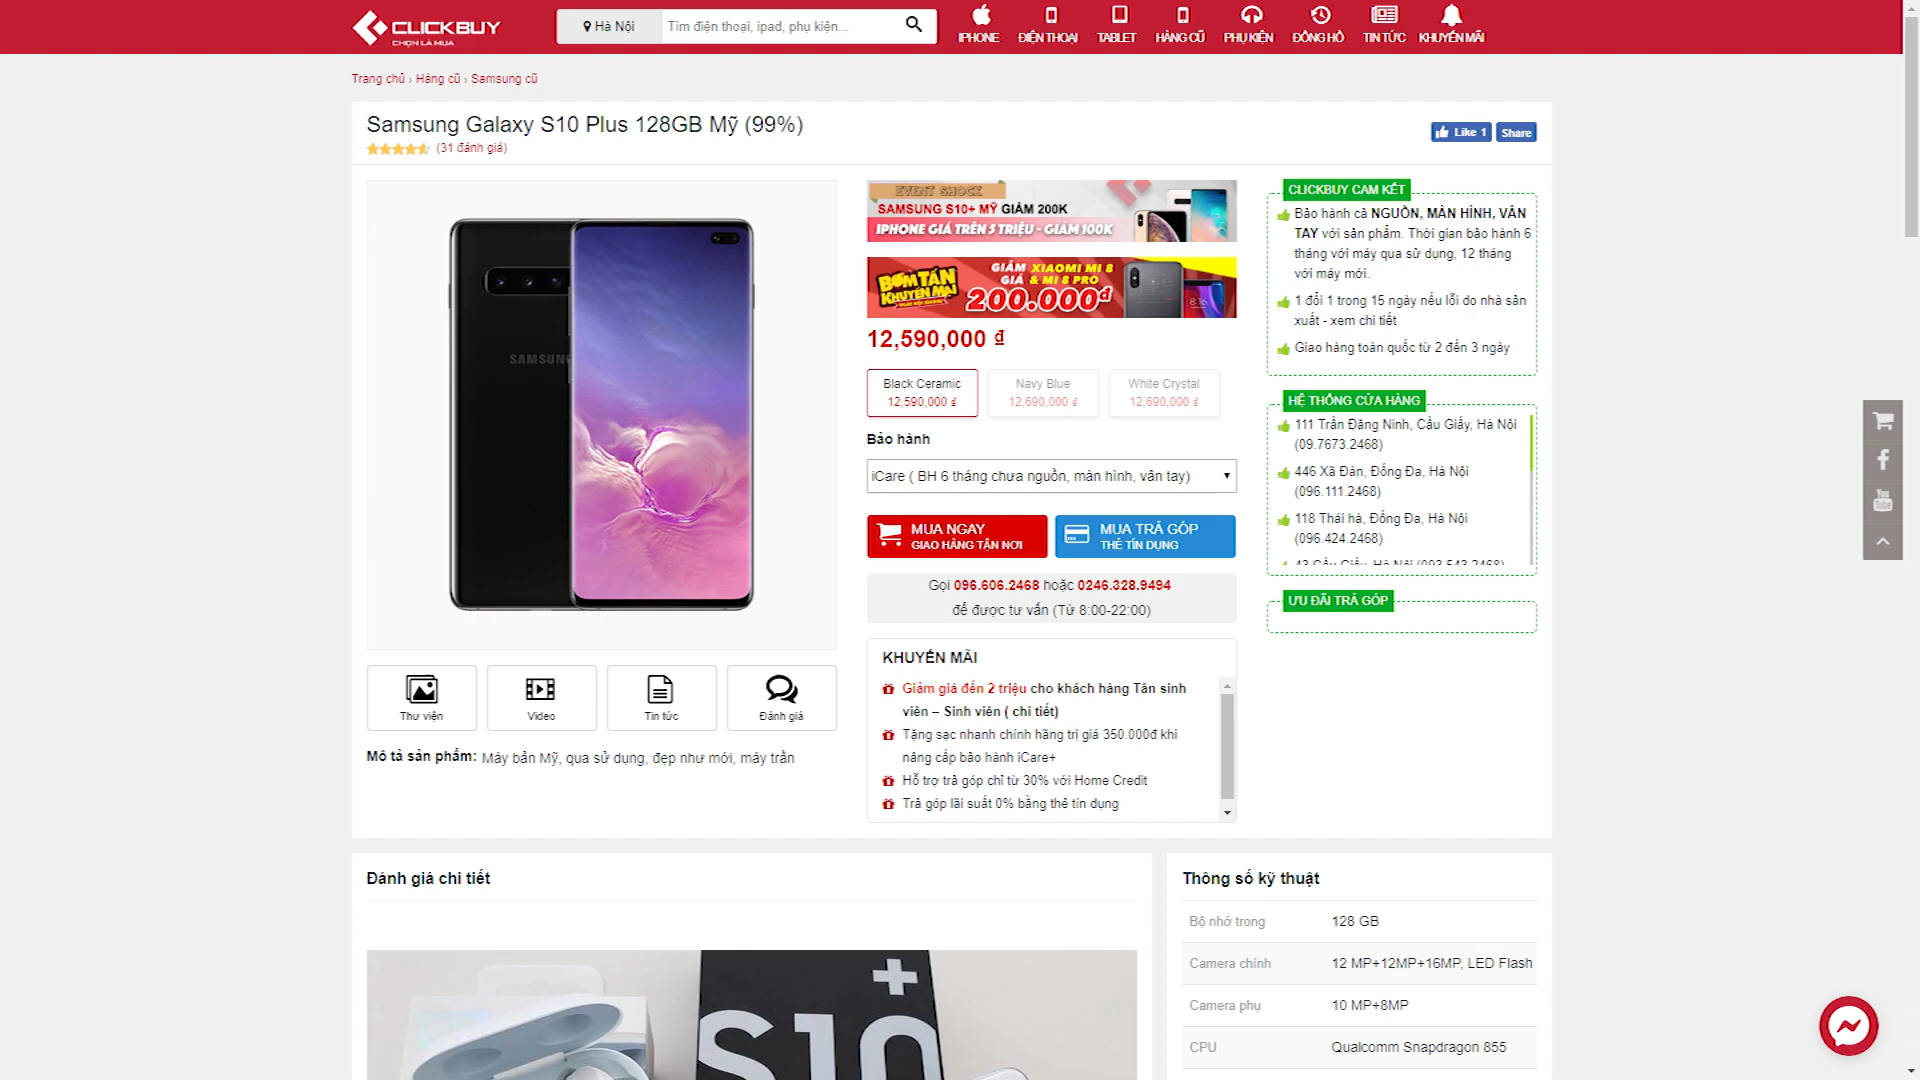 CLICKBUY
CHỌN LÀ MUA
Hà Nội
Tìm điện thoại, ipad, phụ kiện...
IPHONE
ĐIỆN THOẠI
TABLET
HÀNG CŨ
PHỤ KIỆN
ĐỒNG HỒ
TIN TỨC
KHUYẾN MÃI
Trang chủ › Hàng cũ › Samsung cũ
Samsung Galaxy S10 Plus 128GB Mỹ (99%)
(31 đánh giá)
Like 1
Share
SAMSUNG
EVENT SHOCK
SAMSUNG S10+ MỸ GIẢM 200K
IPHONE GIÁ TRÊN 5 TRIỆU - GIẢM 100K
BOM TẤN
KHUYẾN MẠI
GIẢM XIAOMI MI 8
GIÁ & MI 8 PRO
200.000đ
8:16
12,590,000 ₫
Black Ceramic
12,590,000 ₫
Navy Blue
12,690,000 ₫
White Crystal
12,690,000 ₫
Bảo hành
iCare ( BH 6 tháng chưa nguồn, màn hình, vân tay)
MUA NGAY
GIAO HÀNG TẬN NƠI
MUA TRẢ GÓP
THẺ TÍN DỤNG
Gọi 096.606.2468 hoặc 0246.328.9494
để được tư vấn (Từ 8:00-22:00)
KHUYẾN MÃI
Giảm giá đến 2 triệu cho khách hàng Tân sinh
viên – Sinh viên ( chi tiết)
Tặng sạc nhanh chính hãng trị giá 350.000đ khi
nâng cấp bảo hành iCare+
Hỗ trợ trả góp chỉ từ 30% với Home Credit
Trả góp lãi suất 0% bằng thẻ tín dụng
CLICKBUY CAM KẾT
Bảo hành cả NGUỒN, MÀN HÌNH, VÂN
TAY với sản phẩm. Thời gian bảo hành 6
tháng với máy qua sử dụng, 12 tháng
với máy mới.
1 đổi 1 trong 15 ngày nếu lỗi do nhà sản
xuất - xem chi tiết
Giao hàng toàn quốc từ 2 đến 3 ngày
HỆ THỐNG CỬA HÀNG
111 Trần Đăng Ninh, Cầu Giấy, Hà Nội
(09.7673.2468)
446 Xã Đàn, Đống Đa, Hà Nội
(096.111.2468)
118 Thái hà, Đống Đa, Hà Nội
(096.424.2468)
43 Cầu Giấy, Hà Nội (093.543.2468)
ƯU ĐÃI TRẢ GÓP
You
Tube
Thư viện
Video
Tin tức
Đánh giá
Mô tả sản phẩm: Máy bản Mỹ, qua sử dụng, đẹp như mới, máy trần
Đánh giá chi tiết
S10+
Thông số kỹ thuật
Bộ nhớ trong 128 GB
Camera chính 12 MP+12MP+16MP, LED Flash
Camera phụ 10 MP+8MP
CPU Qualcomm Snapdragon 855